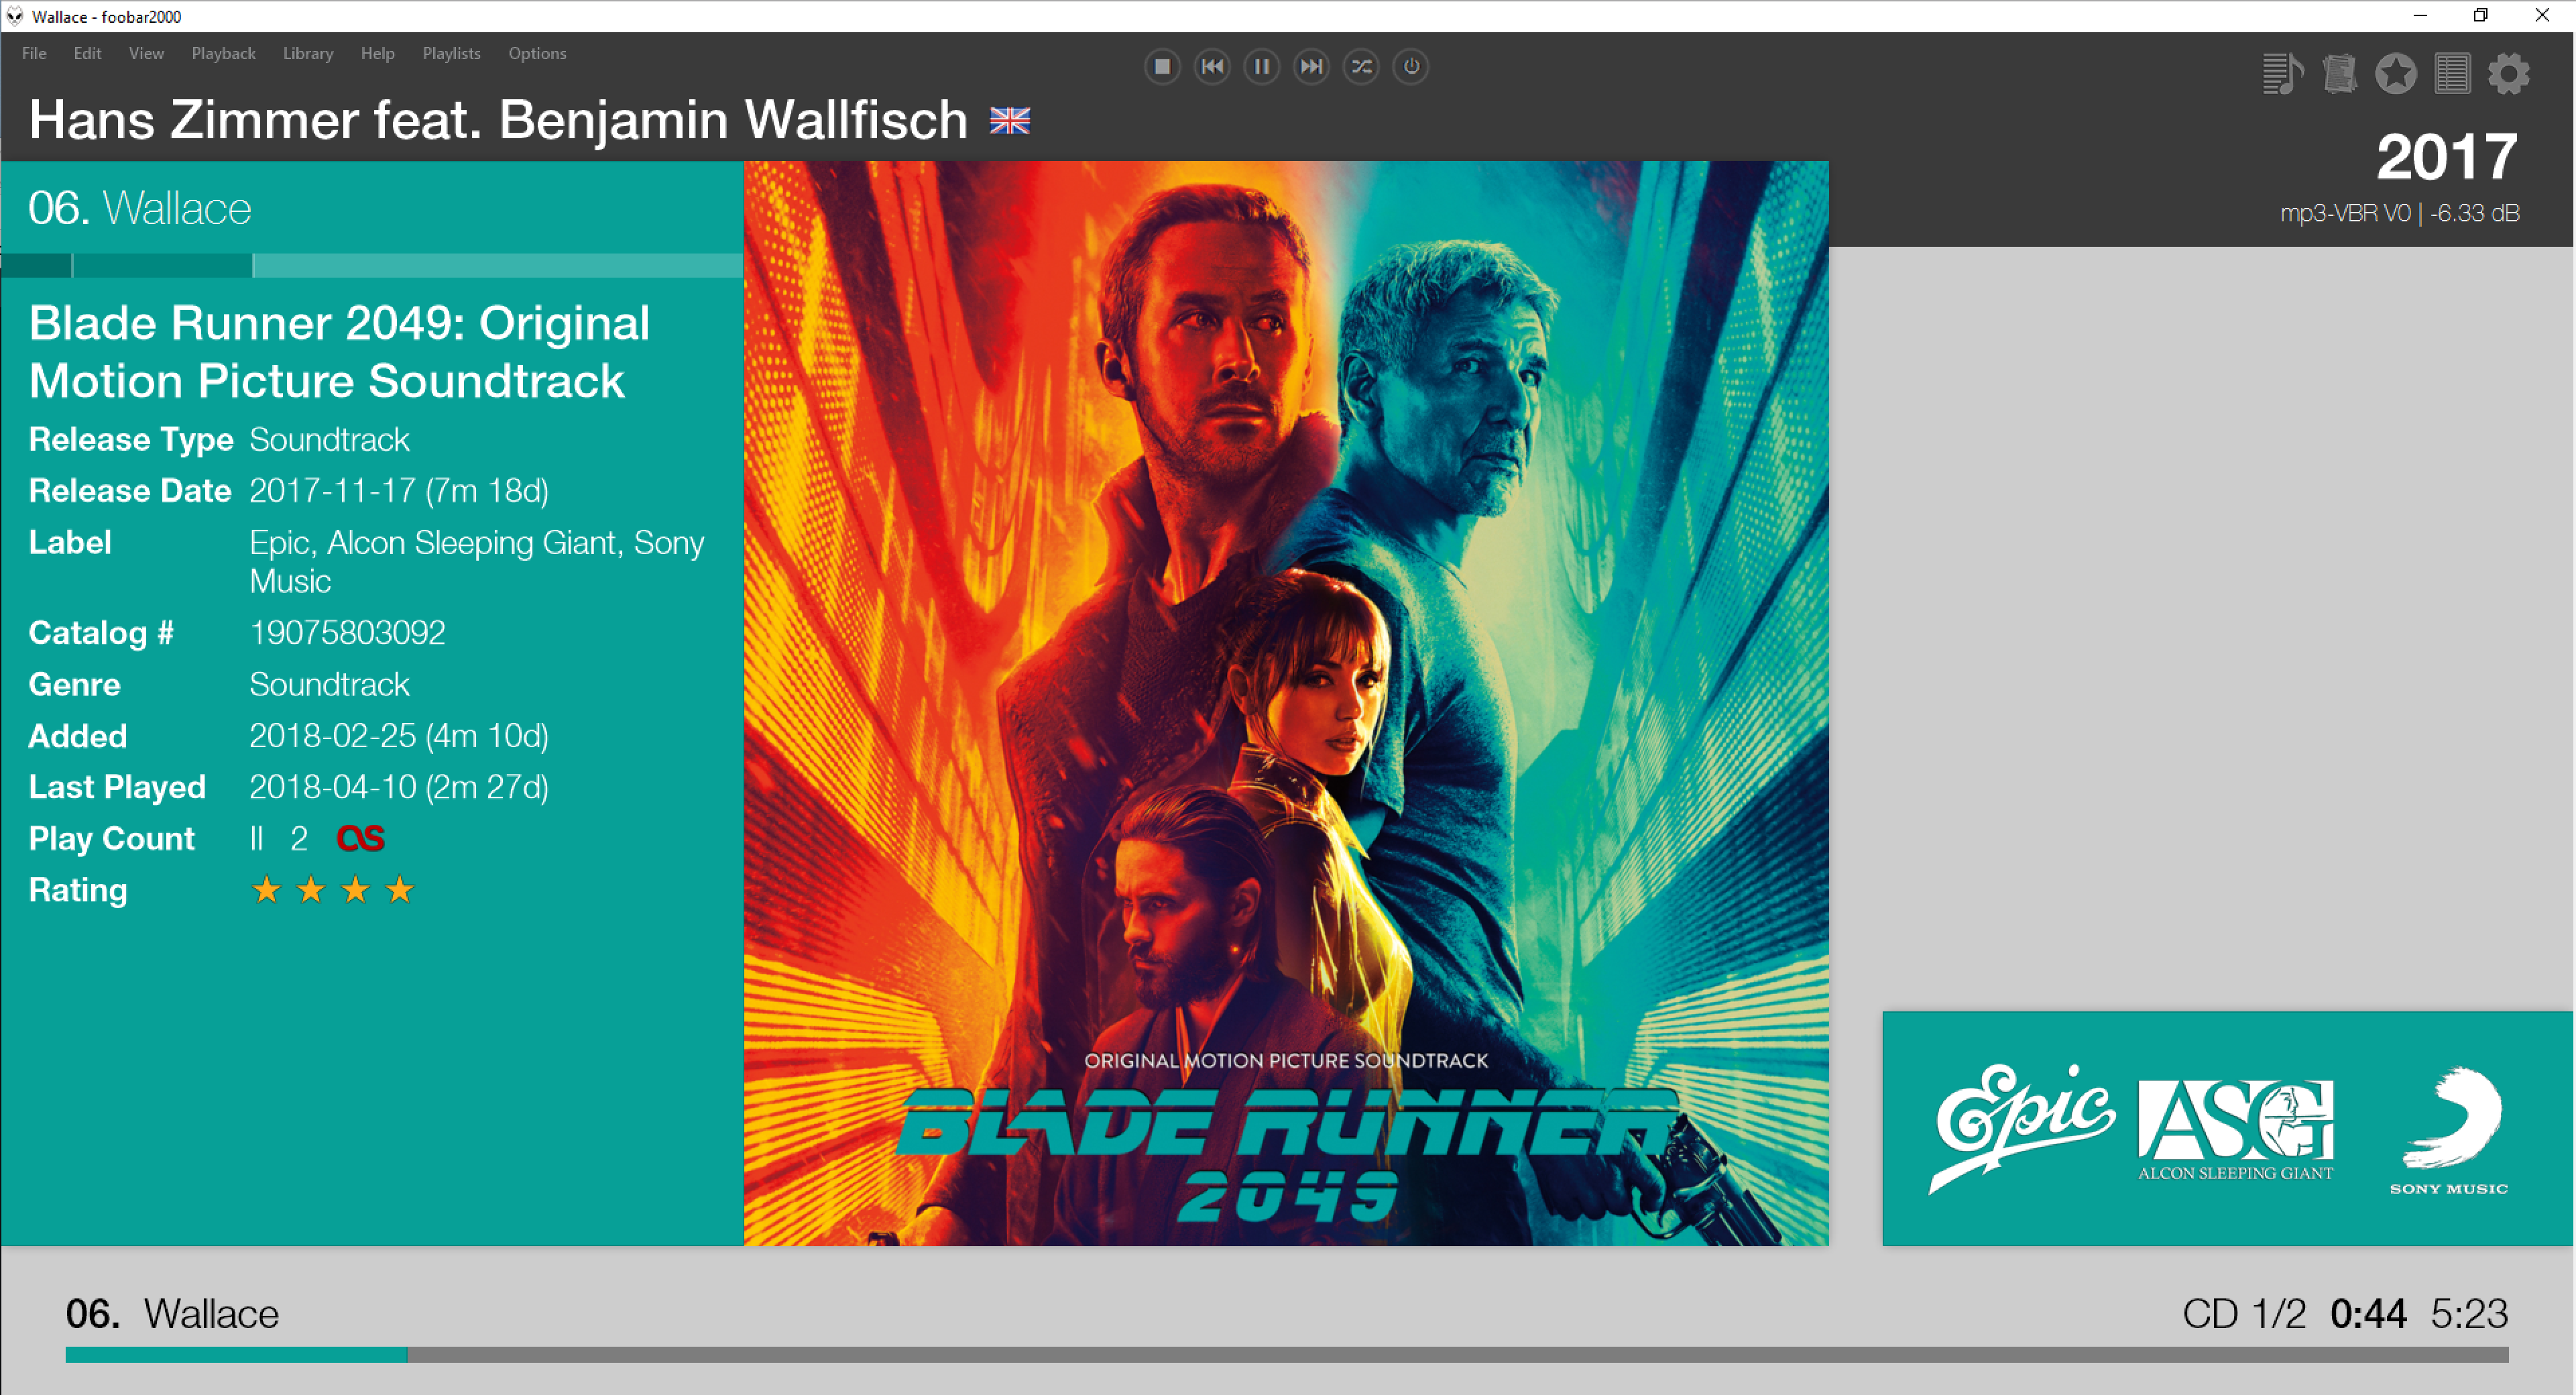 Wallace - foobar2000
File Edit View Playback Library Help Playlists Options
Hans Zimmer feat. Benjamin Wallfisch
2017
mp3-VBR V0 | -6.33 dB
06. Wallace
Blade Runner 2049: Original
Motion Picture Soundtrack
Release Type Soundtrack
Release Date 2017-11-17 (7m 18d)
Label Epic, Alcon Sleeping Giant, Sony
Music
Catalog # 19075803092
Genre Soundtrack
Added 2018-02-25 (4m 10d)
Last Played 2018-04-10 (2m 27d)
Play Count || 2 as
Rating
ORIGINAL MOTION PICTURE SOUNDTRACK
BLADE RUNNER
2049
Epic
ASG
ALCON SLEEPING GIANT
SONY MUSIC
06. Wallace
CD 1/2 0:44 5:23